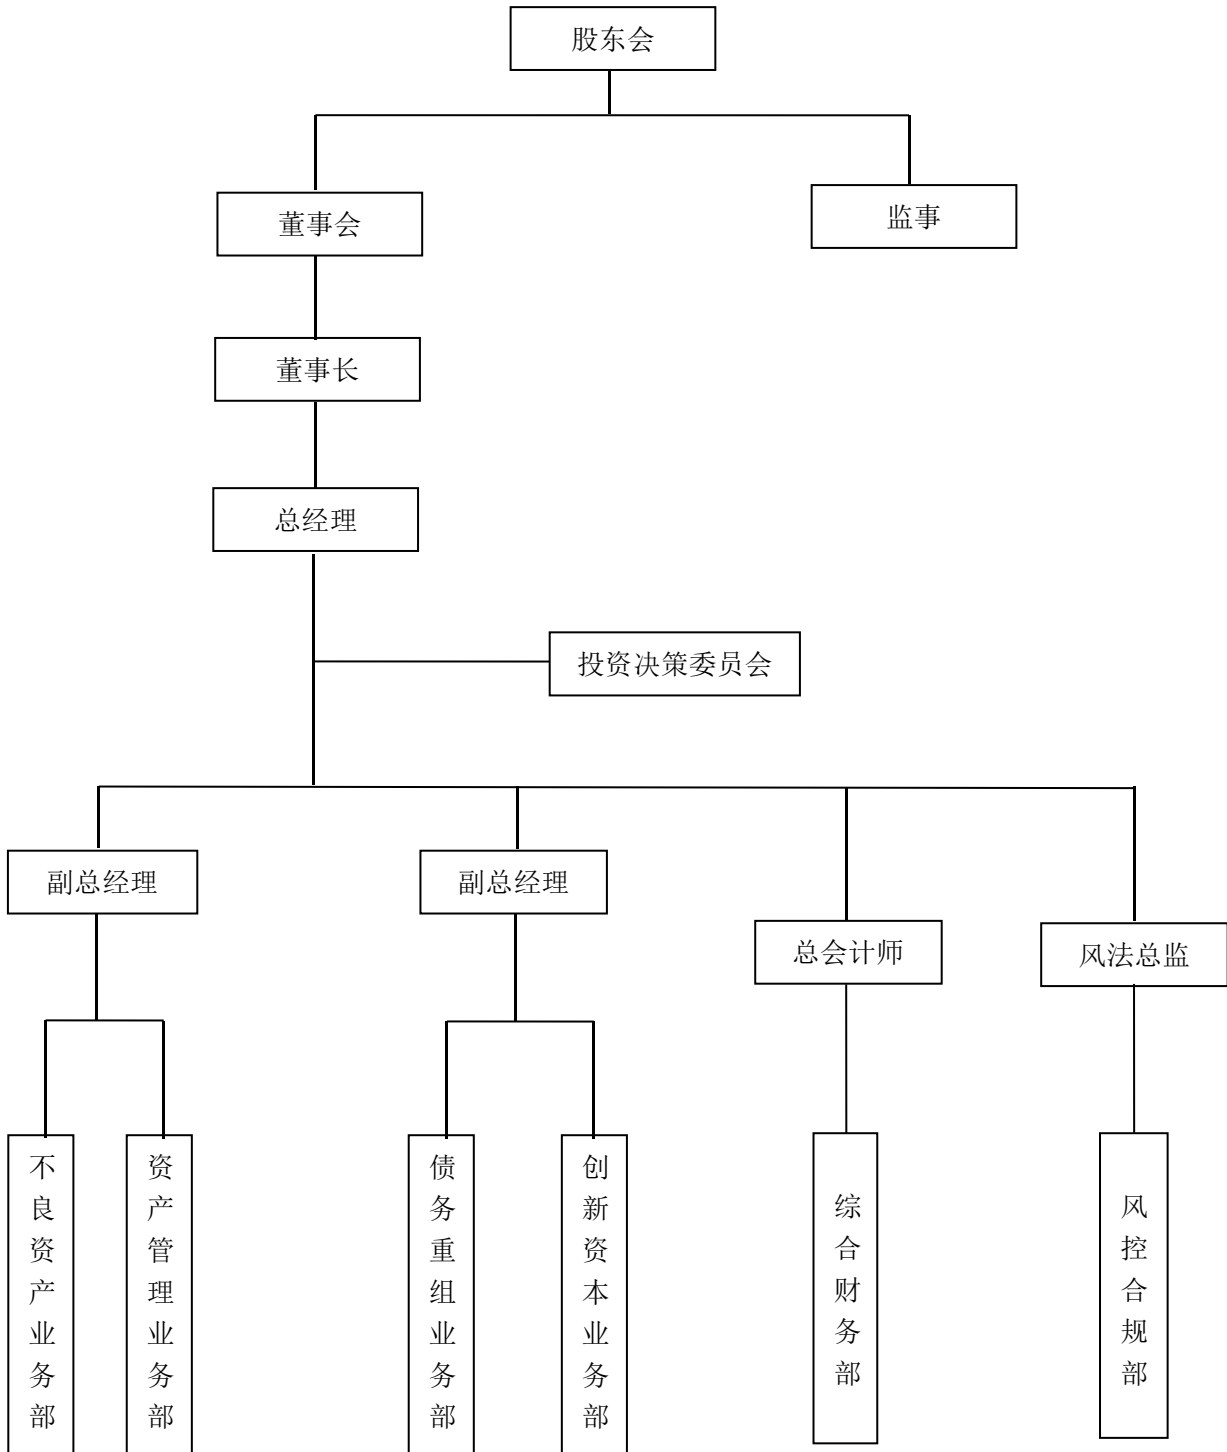 股东会
董事会
监事
董事长
总经理
投资决策委员会
副总经理
副总经理
总会计师
风法总监
不良资产业务部
资产管理业务部
债务重组业务部
创新资本业务部
综合财务部
风控合规部